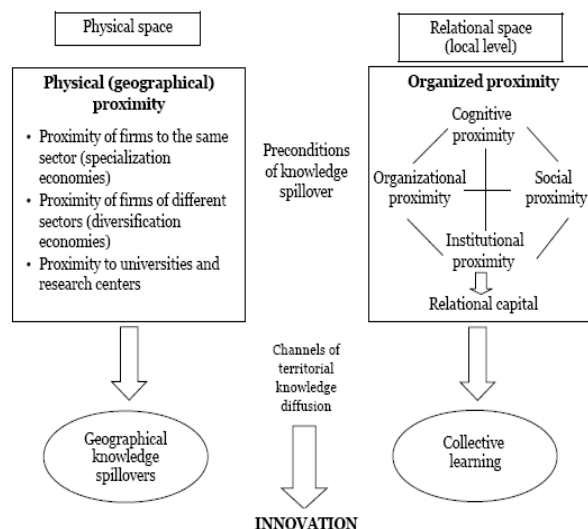 Physical space
Physical (geographical)
proximity
• Proximity of firms to the same
sector (specialization
economies)
• Proximity of firms of different
sectors (diversification
economies)
• Proximity to universities and
research centers
Geographical
knowledge
spillovers
Preconditions
of knowledge
spillover
Channels of
territorial
knowledge
diffusion
INNOVATION
Relational space
(local level)
Organized proximity
Cognitive
proximity
Organizational
proximity
Social
proximity
Institutional
proximity
Relational capital
Collective
learning